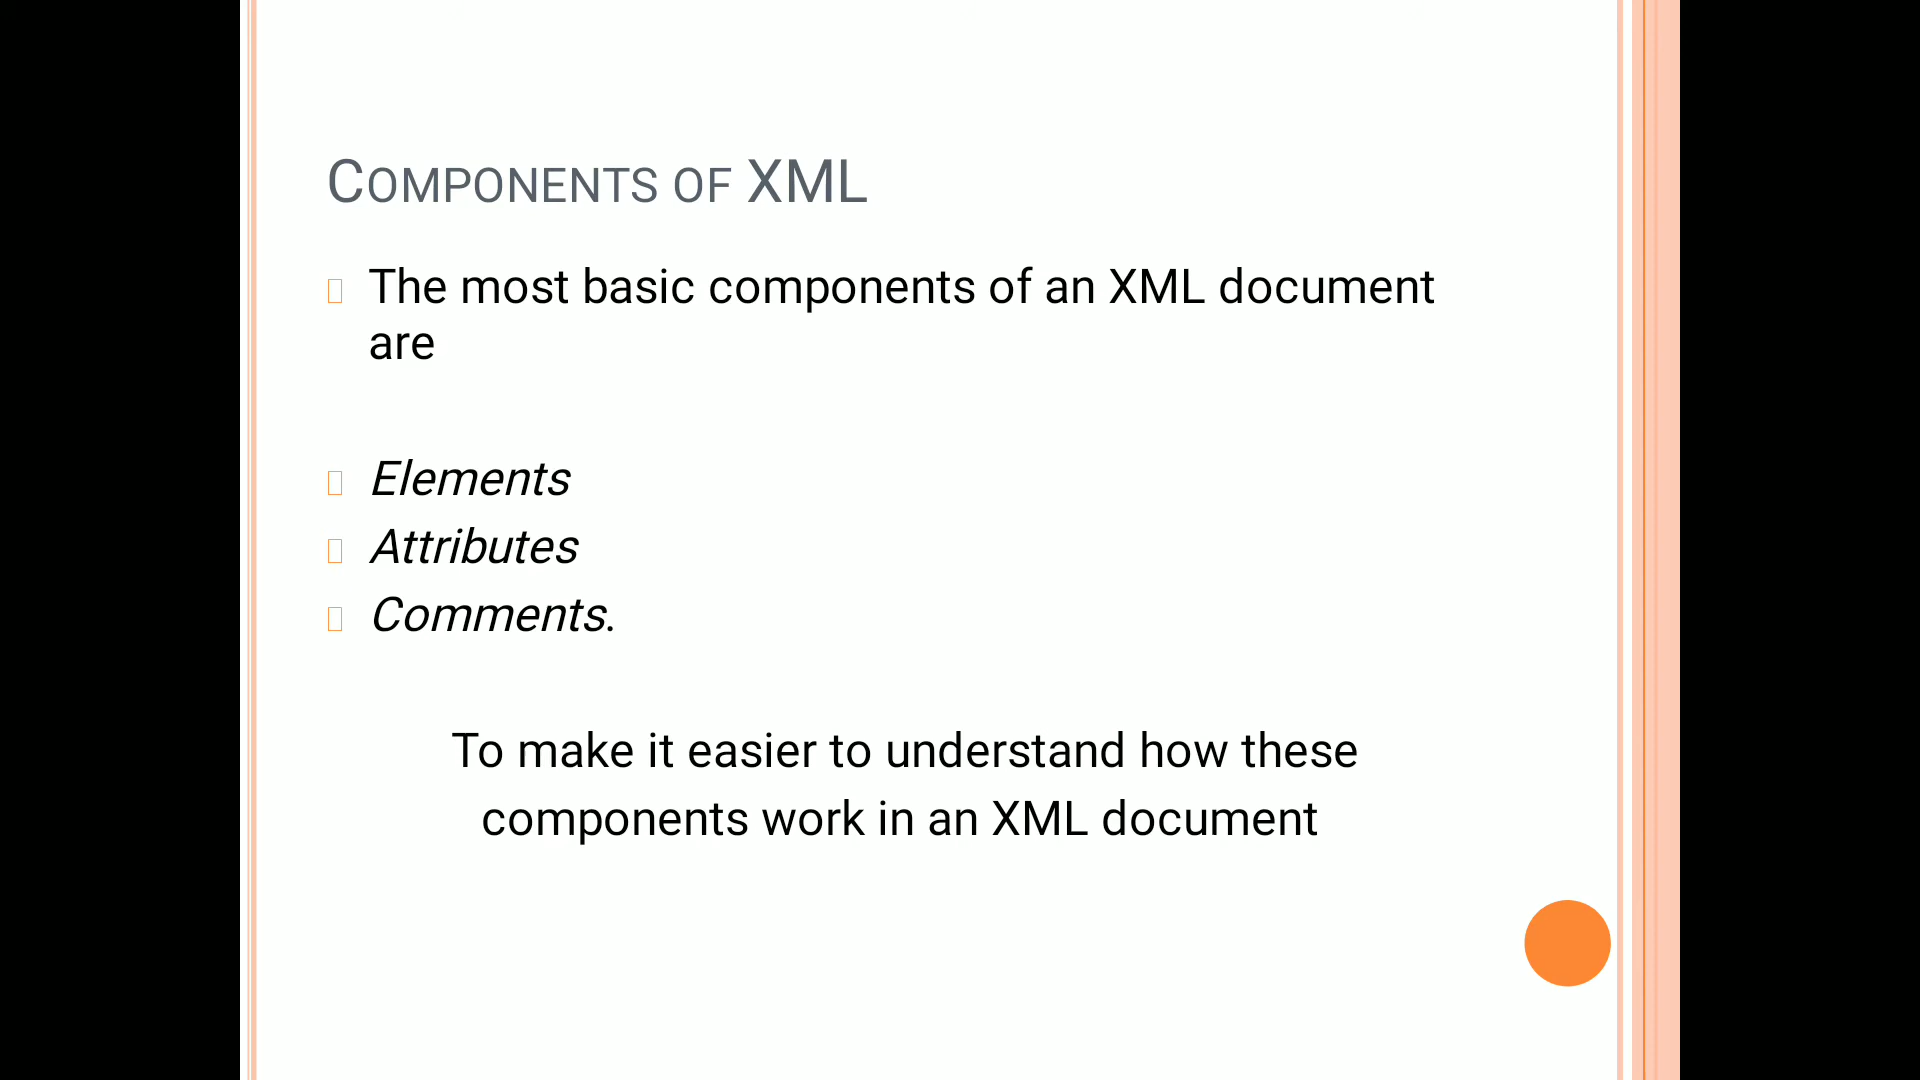 COMPONENTS OF XML
The most basic components of an XML document
are
Elements
Attributes
Comments.
To make it easier to understand how these
components work in an XML document